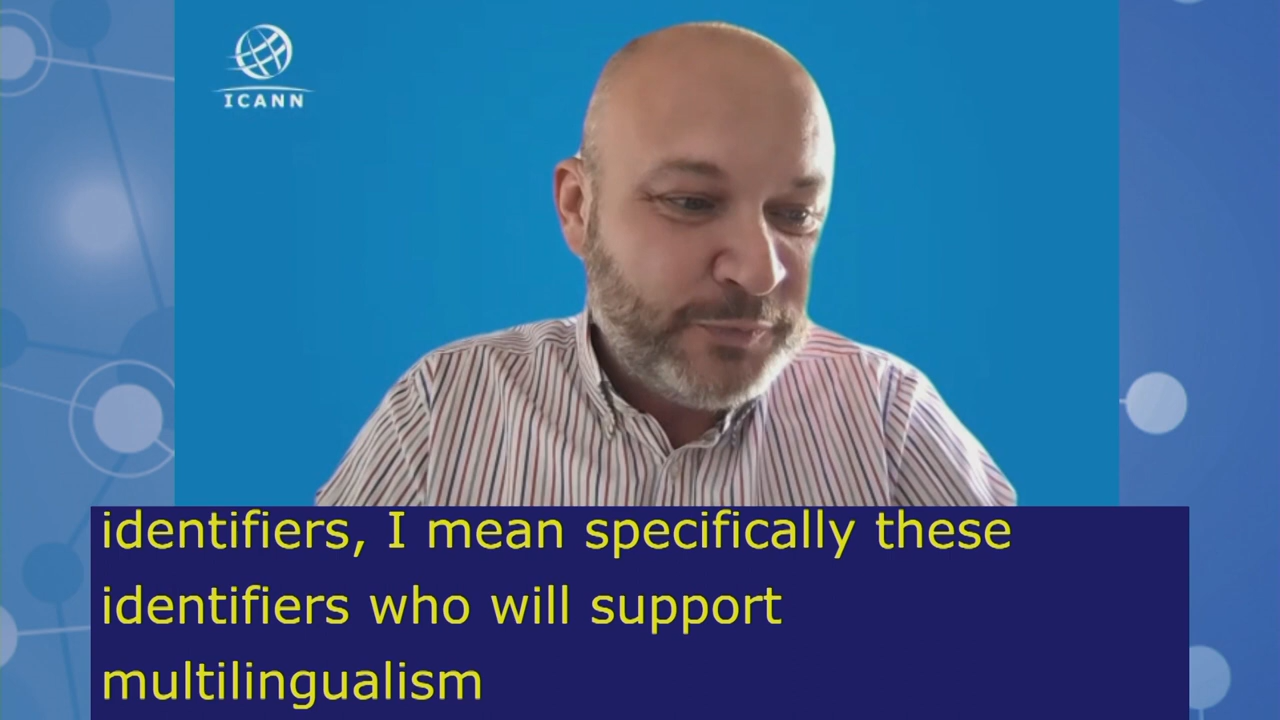 ICANN
identifiers, I mean specifically these
identifiers who will support
multilingualism